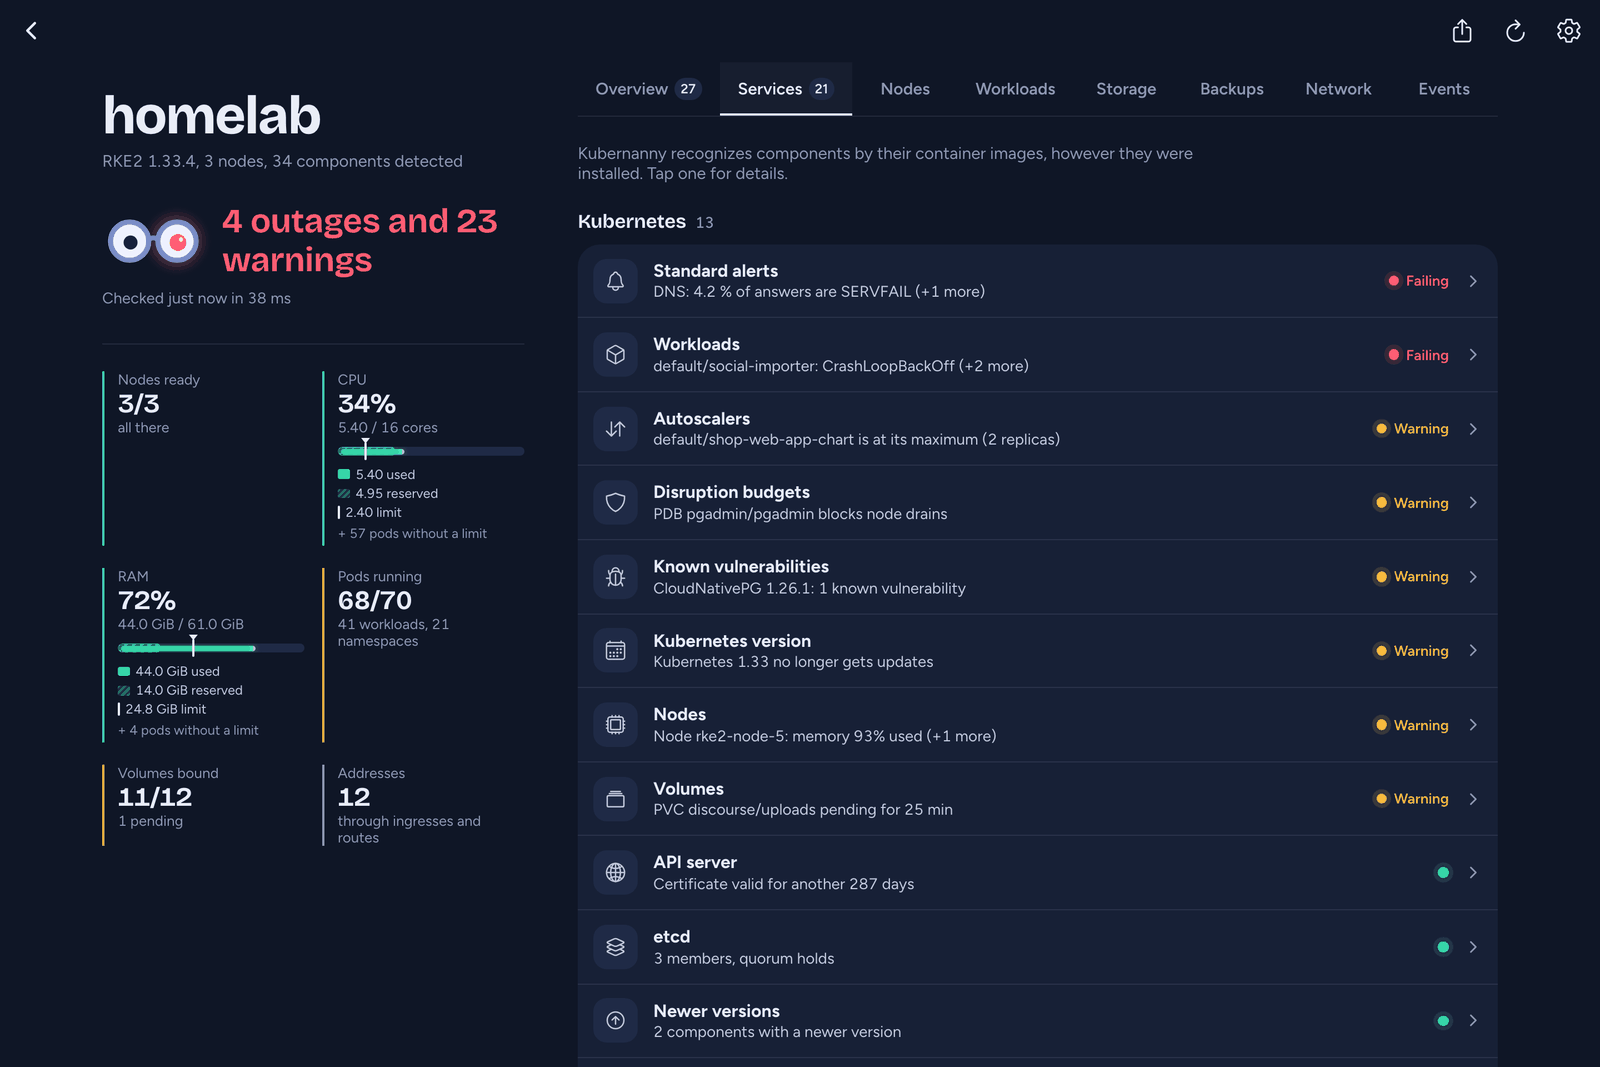 homelab
RKE2 1.33.4, 3 nodes, 34 components detected
4 outages and 23
warnings
Checked just now in 38 ms
Nodes ready
3/3
all there
CPU
34%
5.40 / 16 cores
5.40 used
4.95 reserved
2.40 limit
+ 57 pods without a limit
RAM
72%
44.0 GiB / 61.0 GiB
44.0 GiB used
14.0 GiB reserved
24.8 GiB limit
+ 4 pods without a limit
Pods running
68/70
41 workloads, 21
namespaces
Volumes bound
11/12
1 pending
Addresses
12
through ingresses and
routes
Overview 27 Services 21 Nodes Workloads Storage Backups Network Events
Kubernanny recognizes components by their container images, however they were
installed. Tap one for details.
Kubernetes 13
Standard alerts
DNS: 4.2 % of answers are SERVFAIL (+1 more)
Failing
Workloads
default/social-importer: CrashLoopBackOff (+2 more)
Failing
Autoscalers
default/shop-web-app-chart is at its maximum (2 replicas)
Warning
Disruption budgets
PDB pgadmin/pgadmin blocks node drains
Warning
Known vulnerabilities
CloudNativePG 1.26.1: 1 known vulnerability
Warning
Kubernetes version
Kubernetes 1.33 no longer gets updates
Warning
Nodes
Node rke2-node-5: memory 93% used (+1 more)
Warning
Volumes
PVC discourse/uploads pending for 25 min
Warning
API server
Certificate valid for another 287 days
etcd
3 members, quorum holds
Newer versions
2 components with a newer version